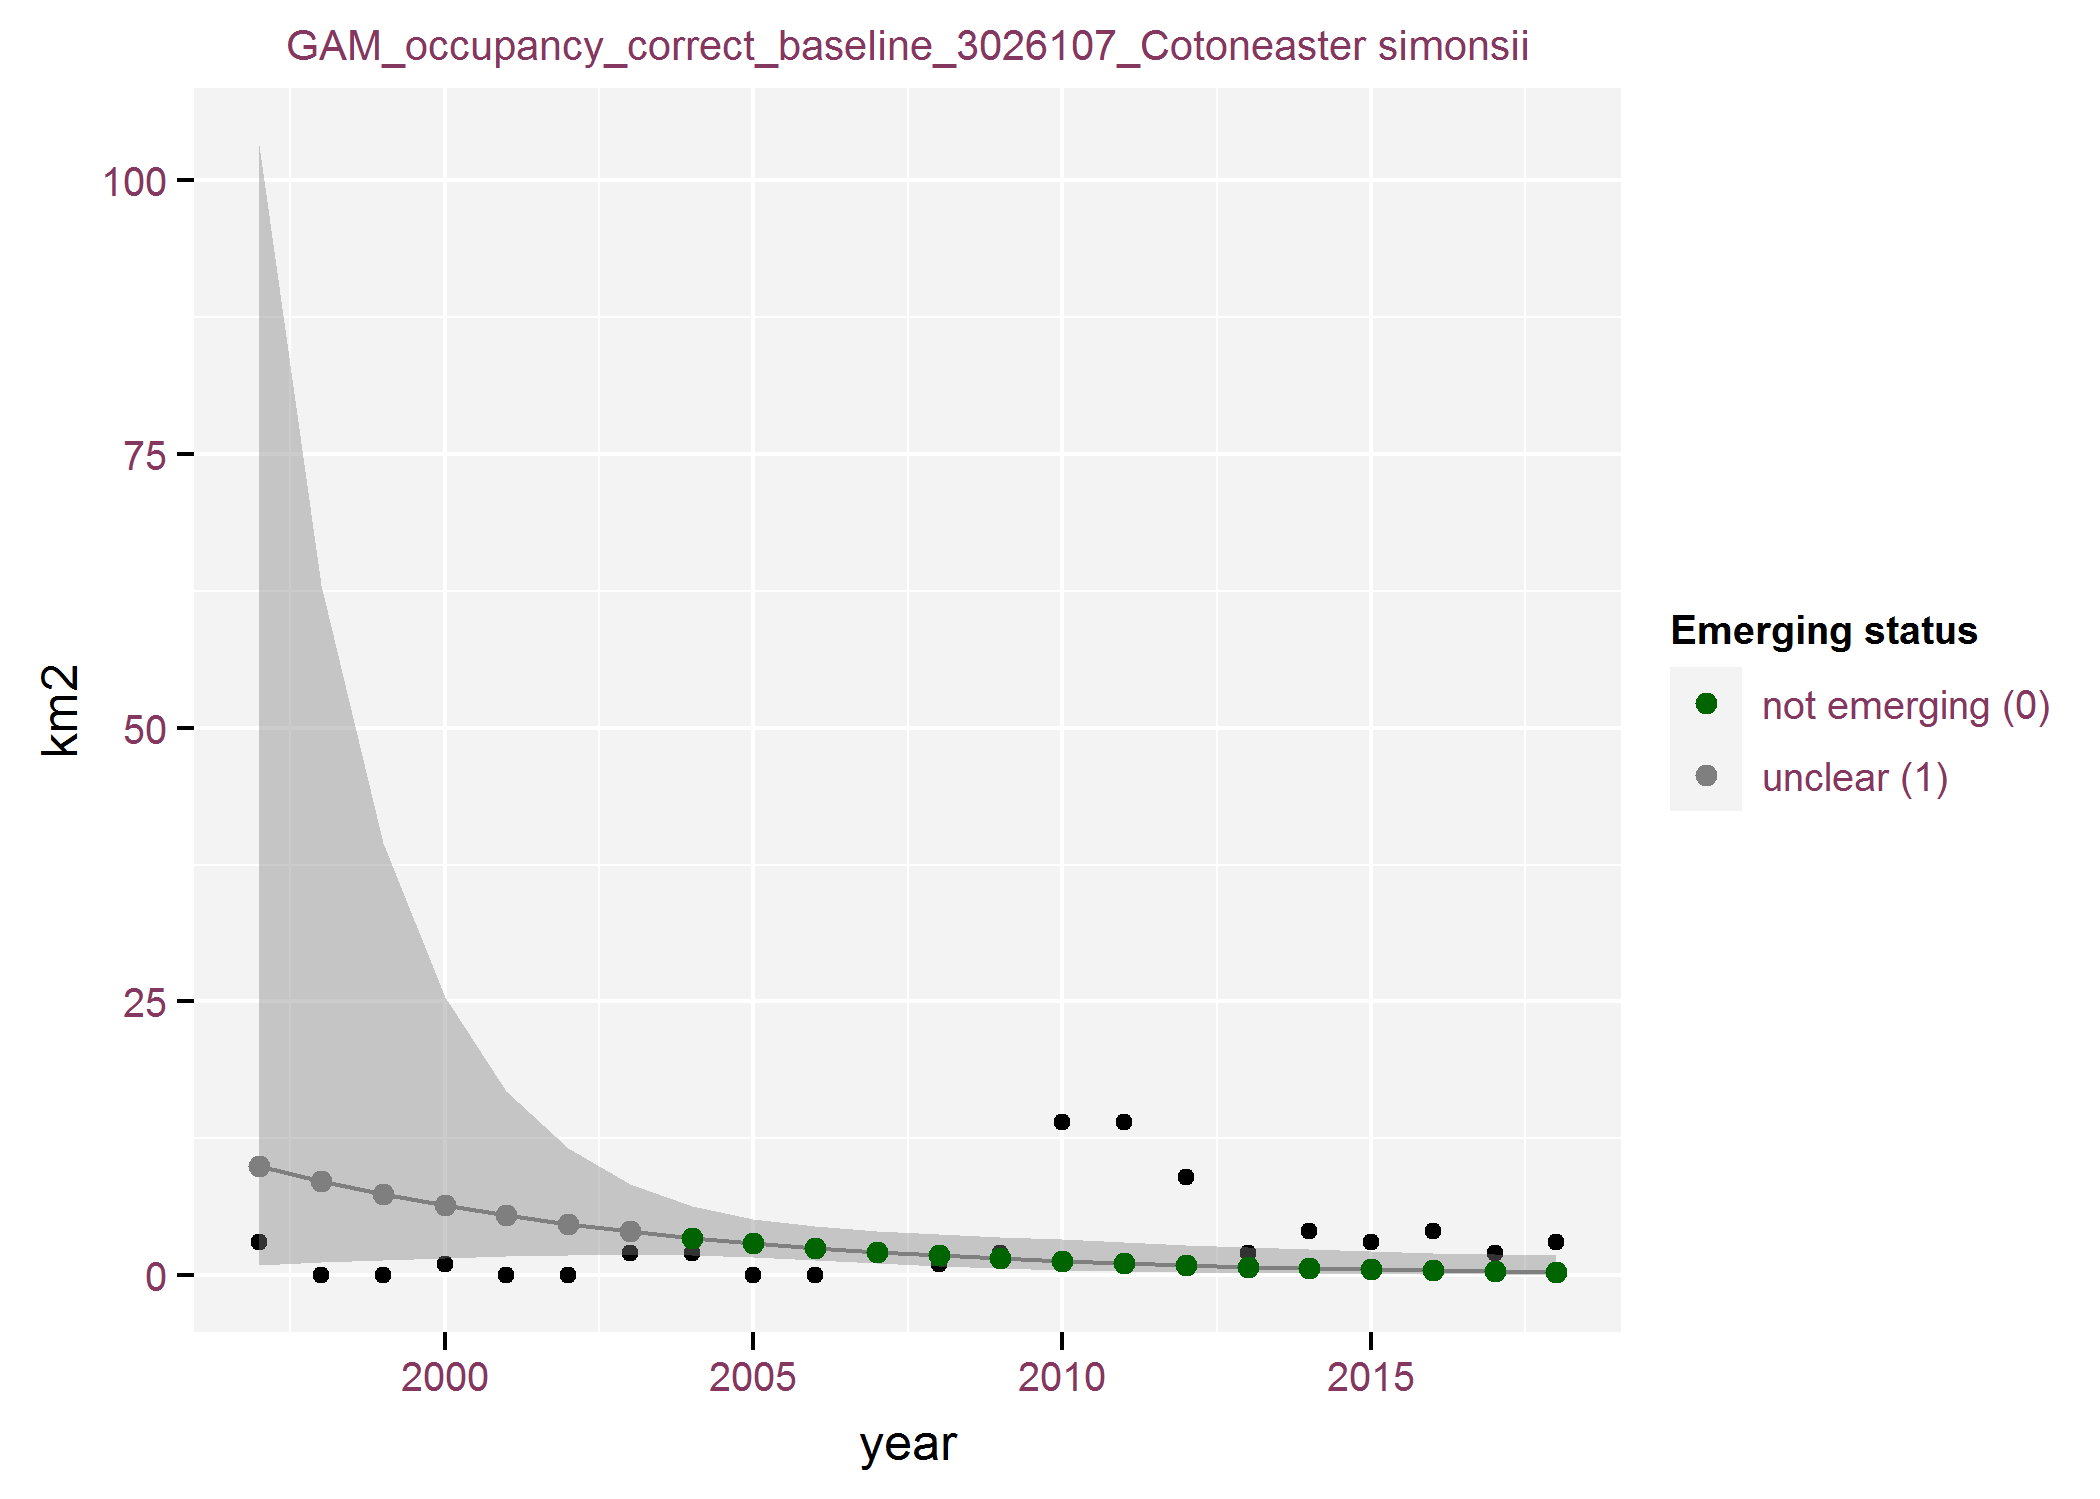 GAM_occupancy_correct_baseline_3026107_Cotoneaster simonsii
100
75
50
25
0
km2
2000 2005 2010 2015
year
Emerging status
not emerging (0)
unclear (1)